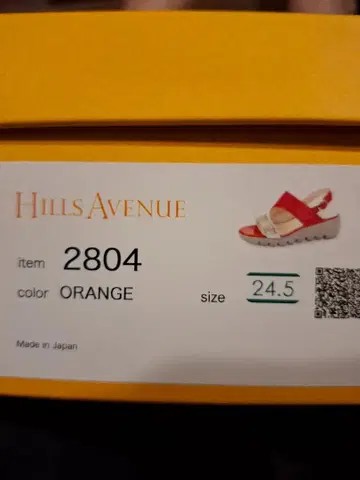 HILLS AVENUE
item 2804
color ORANGE
size 24.5
Made in Japan